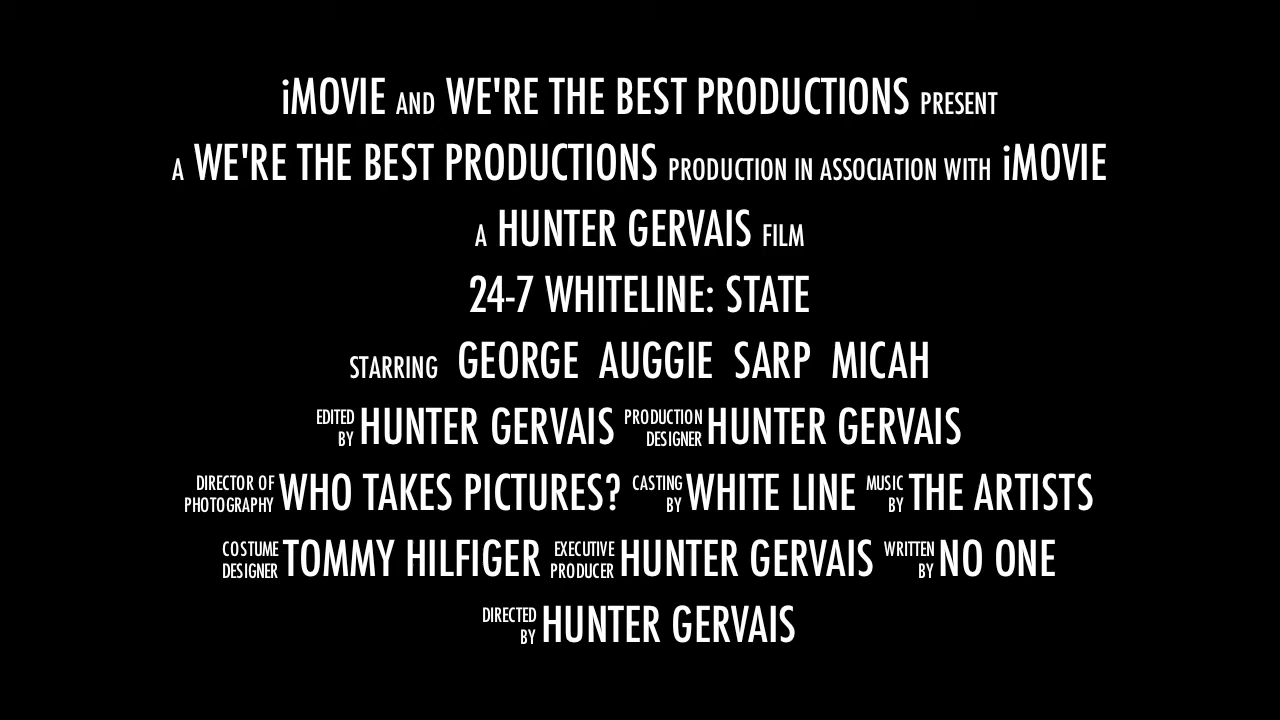 iMOVIE AND WE'RE THE BEST PRODUCTIONS PRESENT
A WE'RE THE BEST PRODUCTIONS PRODUCTION IN ASSOCIATION WITH iMOVIE
A HUNTER GERVAIS FILM
24-7 WHITELINE: STATE
STARRING GEORGE AUGGIE SARP MICAH
EDITED BY HUNTER GERVAIS PRODUCTION DESIGNER HUNTER GERVAIS
DIRECTOR OF PHOTOGRAPHY WHO TAKES PICTURES? CASTING BY WHITE LINE MUSIC BY THE ARTISTS
COSTUME DESIGNER TOMMY HILFIGER EXECUTIVE PRODUCER HUNTER GERVAIS WRITTEN BY NO ONE
DIRECTED BY HUNTER GERVAIS